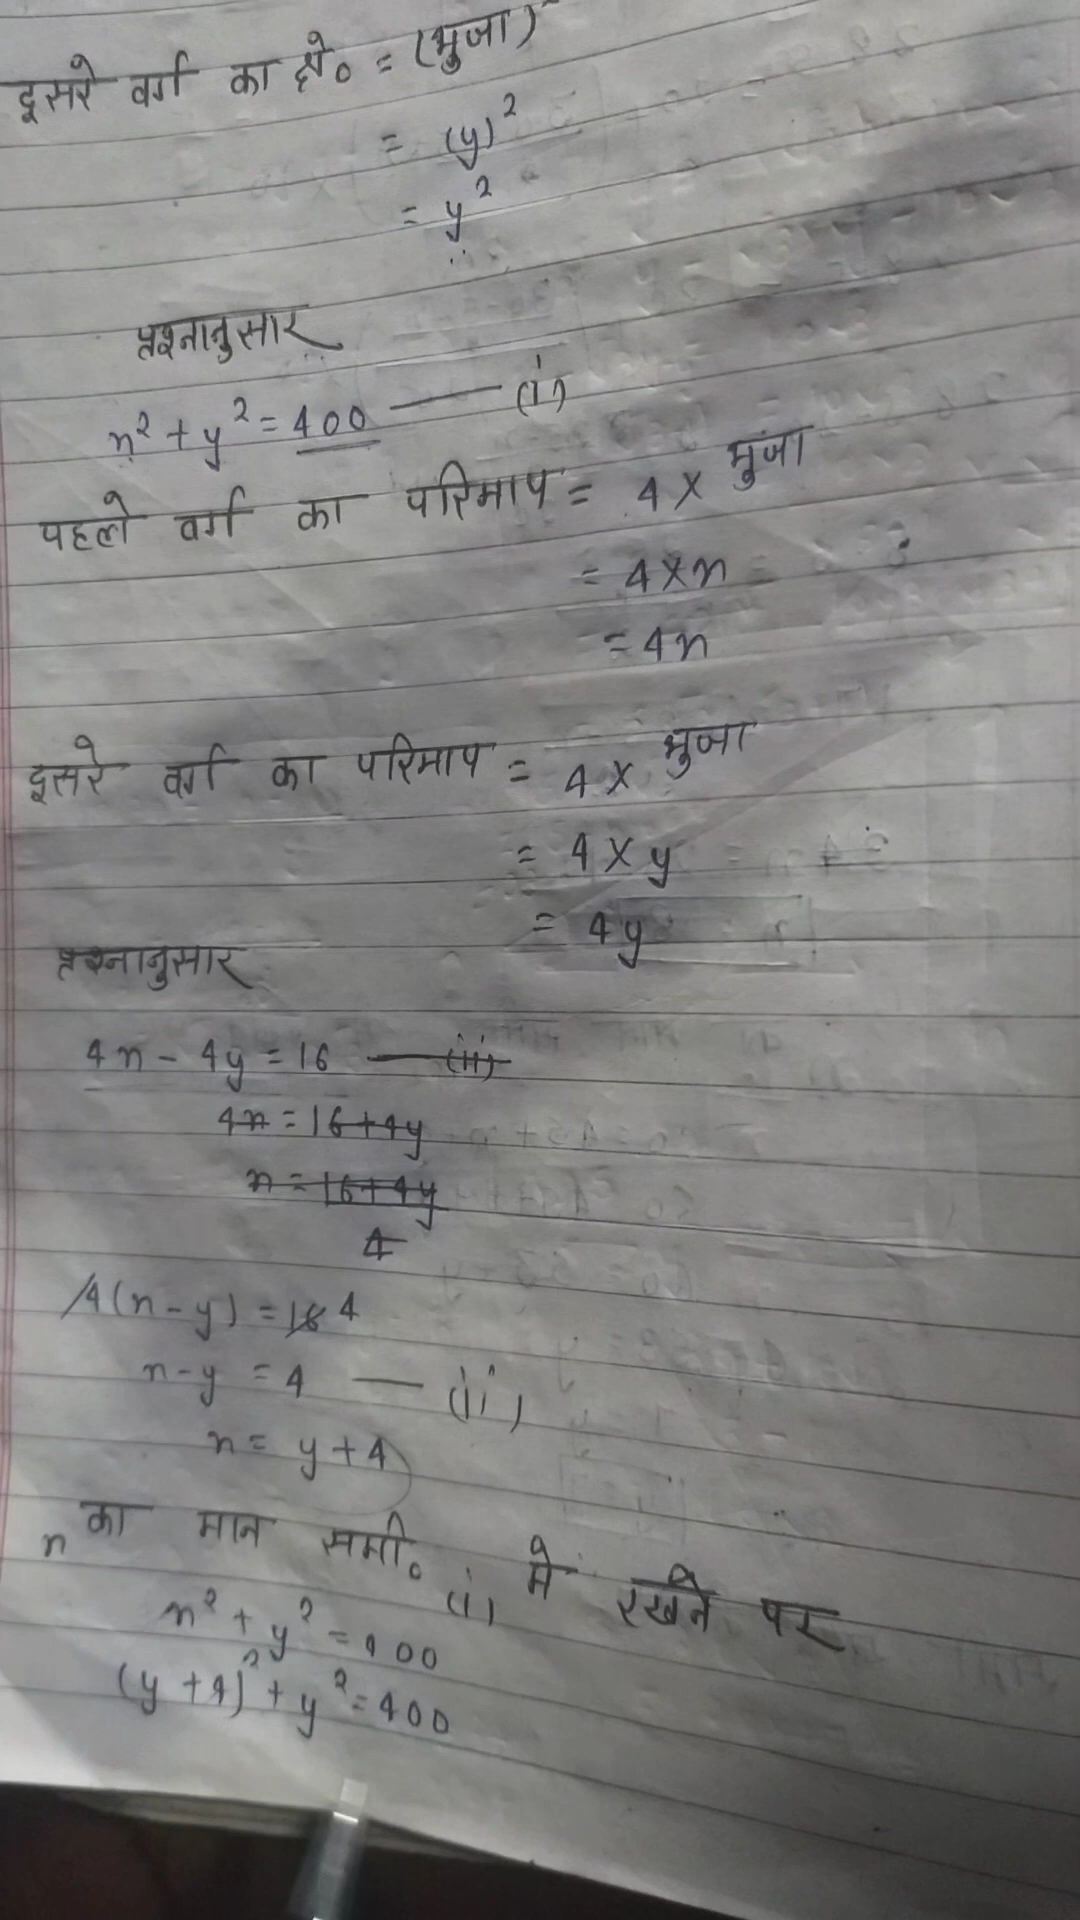 दूसरे वर्ग का क्षे० = (भुजा)²
= (y)²
= y²
प्रश्नानुसार
x² + y² = 400 —— (i)
पहले वर्ग का परिमाप = 4 × भुजा
= 4 × x
= 4x
दूसरे वर्ग का परिमाप = 4 × भुजा
= 4 × y
= 4y
प्रश्नानुसार
4x - 4y = 16 —— (ii)
4x = 16 + 4y
x = 16 + 4y
4
4(x - y) = 16 4
x - y = 4 — (ii)
x = y + 4
x का मान समी० (i) में रखने पर
x² + y² = 400
(y + 4)² + y² = 400